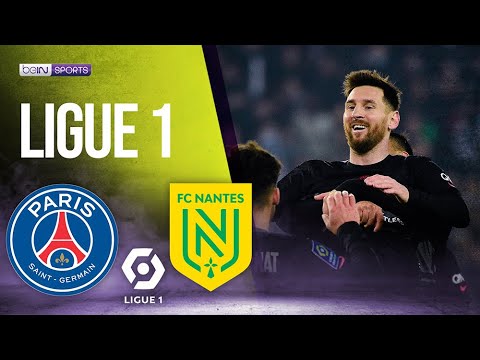 beIN SPORTS
LIGUE 1
PARIS
SAINT-GERMAIN
FC NANTES
N
LIGUE 1